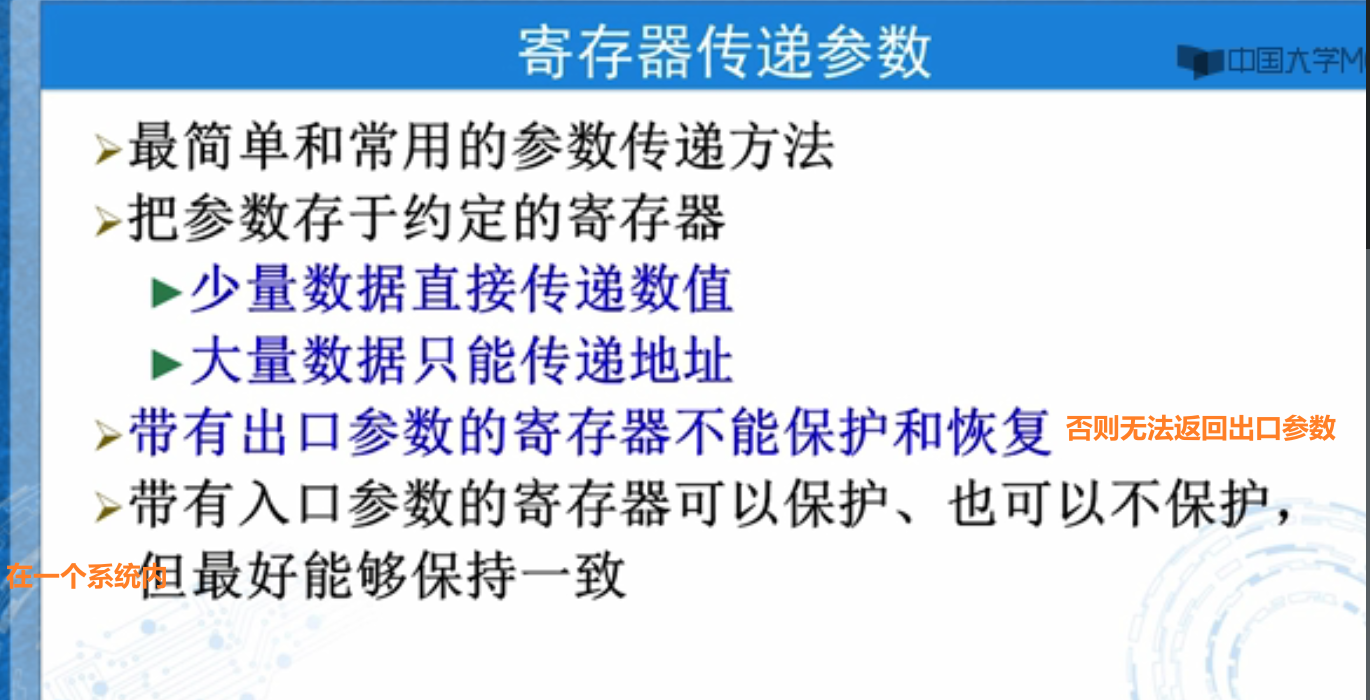 寄存器传递参数
中国大学M
最简单和常用的参数传递方法
把参数存于约定的寄存器
少量数据直接传递数值
大量数据只能传递地址
带有出口参数的寄存器不能保护和恢复 否则无法返回出口参数
带有入口参数的寄存器可以保护、也可以不保护，
在一个系统内 但最好能够保持一致